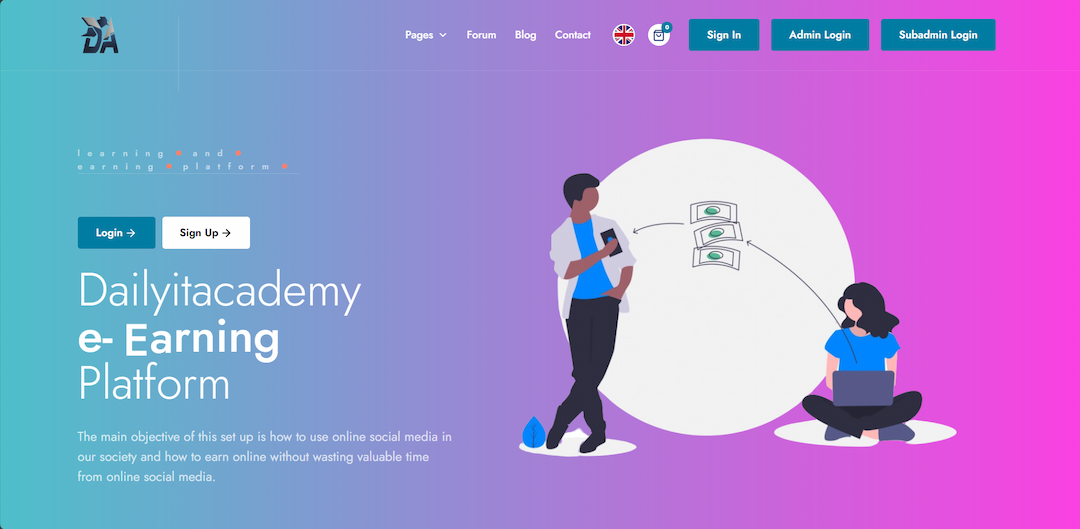 DA
Pages
Forum
Blog
Contact
0
Sign In
Admin Login
Subadmin Login
learning and
earning platform
Login →
Sign Up →
Dailyitacademy
e- Earning
Platform
The main objective of this set up is how to use online social media in
our society and how to earn online without wasting valuable time
from online social media.